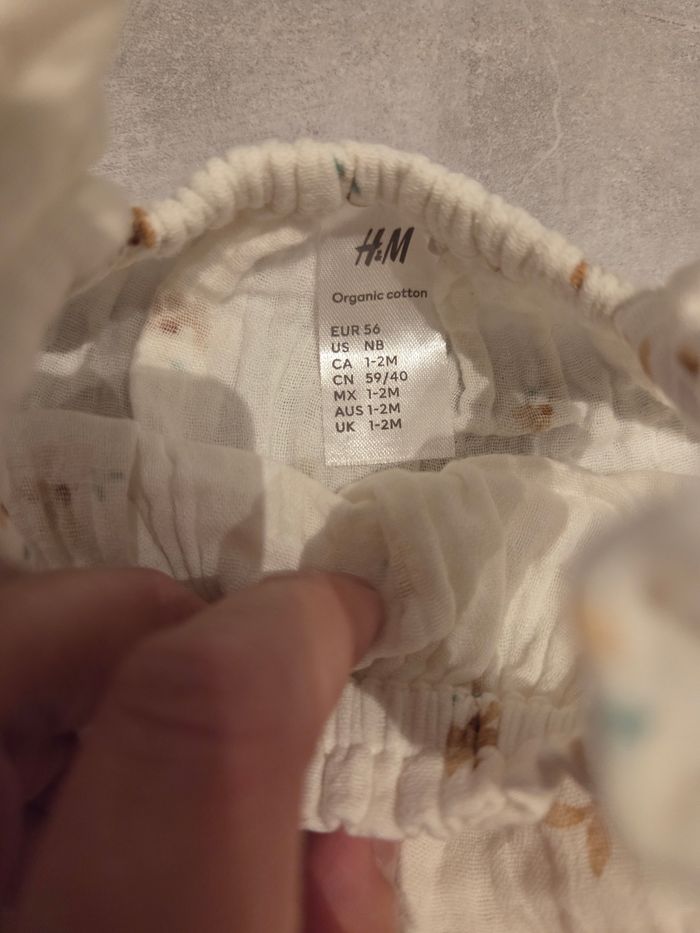 H&M
Organic cotton
EUR 56
US NB
CA 1-2M
CN 59/40
MX 1-2M
AUS 1-2M
UK 1-2M